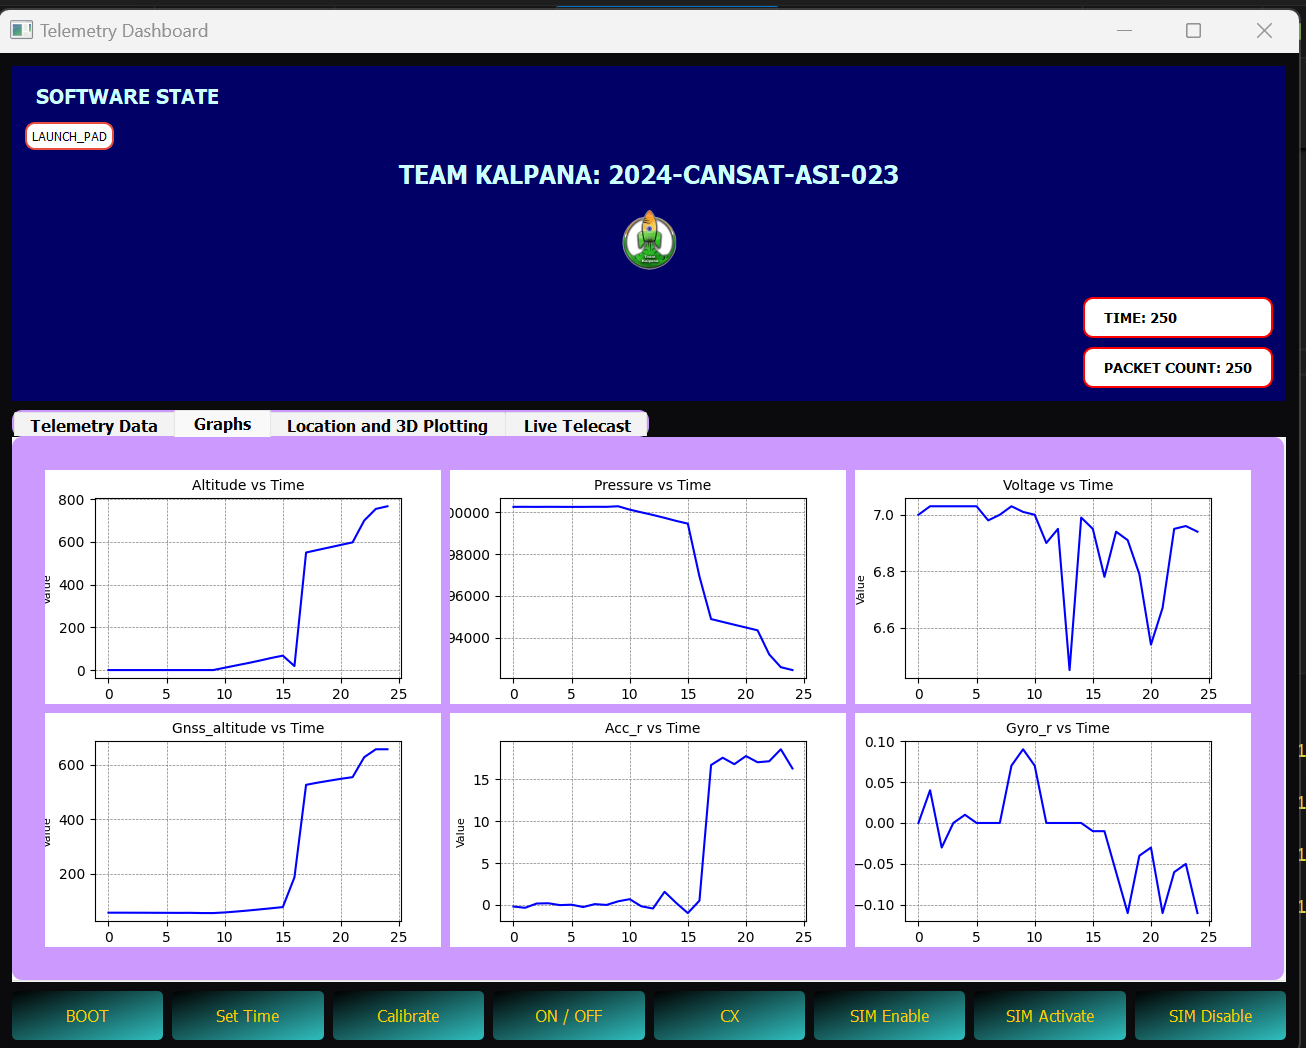 Telemetry Dashboard
SOFTWARE STATE
LAUNCH_PAD
TEAM KALPANA: 2024-CANSAT-ASI-023
Team
Kalpana
TIME: 250
PACKET COUNT: 250
Telemetry Data Graphs Location and 3D Plotting Live Telecast
Altitude vs Time
800
600
400
200
0
Value
0 5 10 15 20 25
Pressure vs Time
00000
98000
96000
94000
0 5 10 15 20 25
Voltage vs Time
7.0
6.8
6.6
Value
0 5 10 15 20 25
Gnss_altitude vs Time
600
400
200
Value
0 5 10 15 20 25
Acc_r vs Time
15
10
5
0
Value
0 5 10 15 20 25
Gyro_r vs Time
0.10
0.05
0.00
−0.05
−0.10
0 5 10 15 20 25
BOOT Set Time Calibrate ON / OFF CX SIM Enable SIM Activate SIM Disable